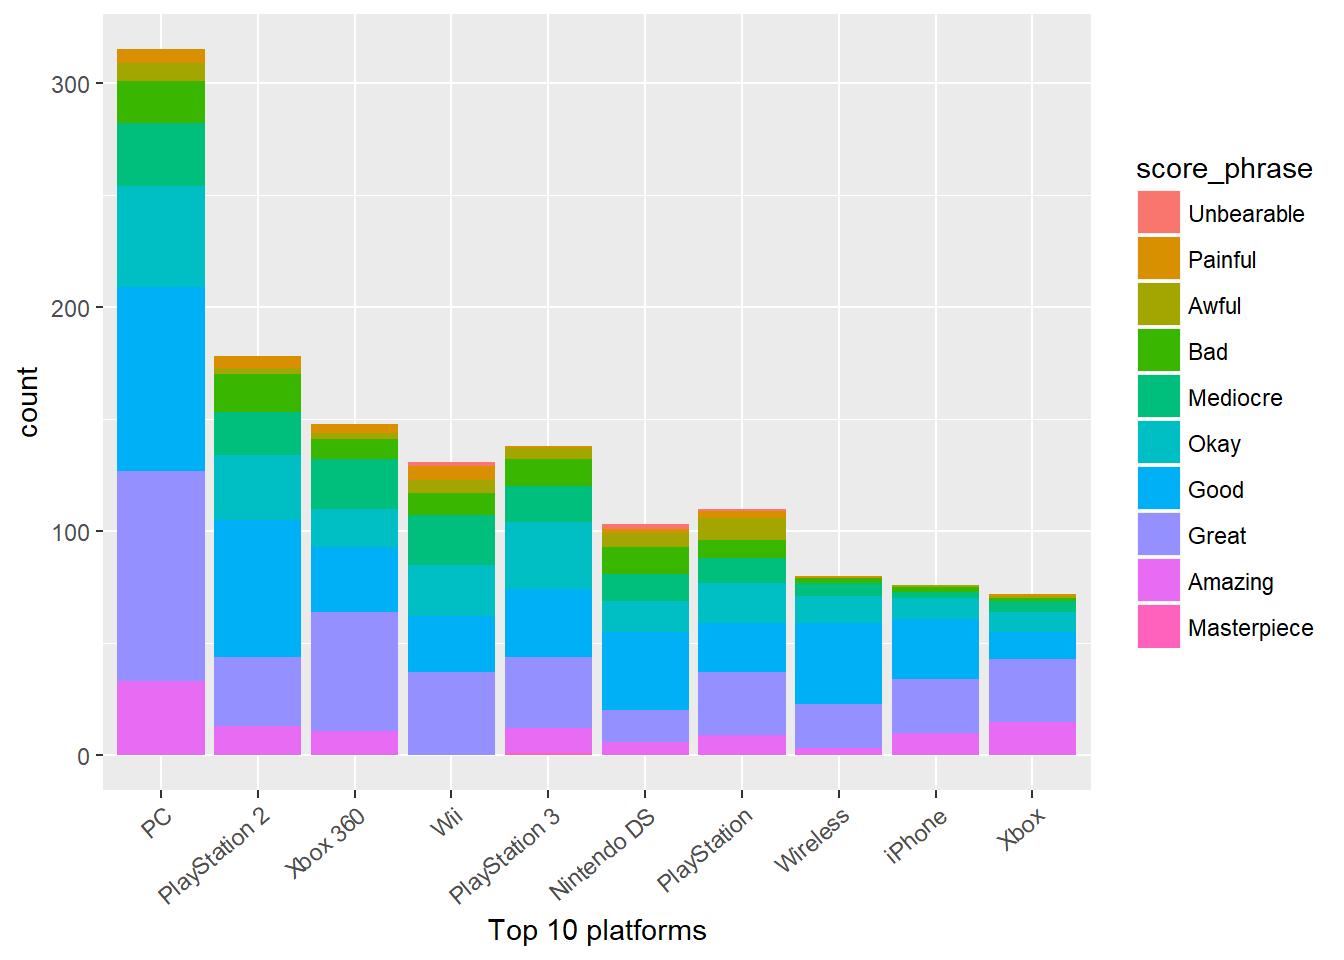 300
200
100
0
count
PC
PlayStation 2
Xbox 360
Wii
PlayStation 3
Nintendo DS
PlayStation
Wireless
iPhone
Xbox
Top 10 platforms
score_phrase
Unbearable
Painful
Awful
Bad
Mediocre
Okay
Good
Great
Amazing
Masterpiece